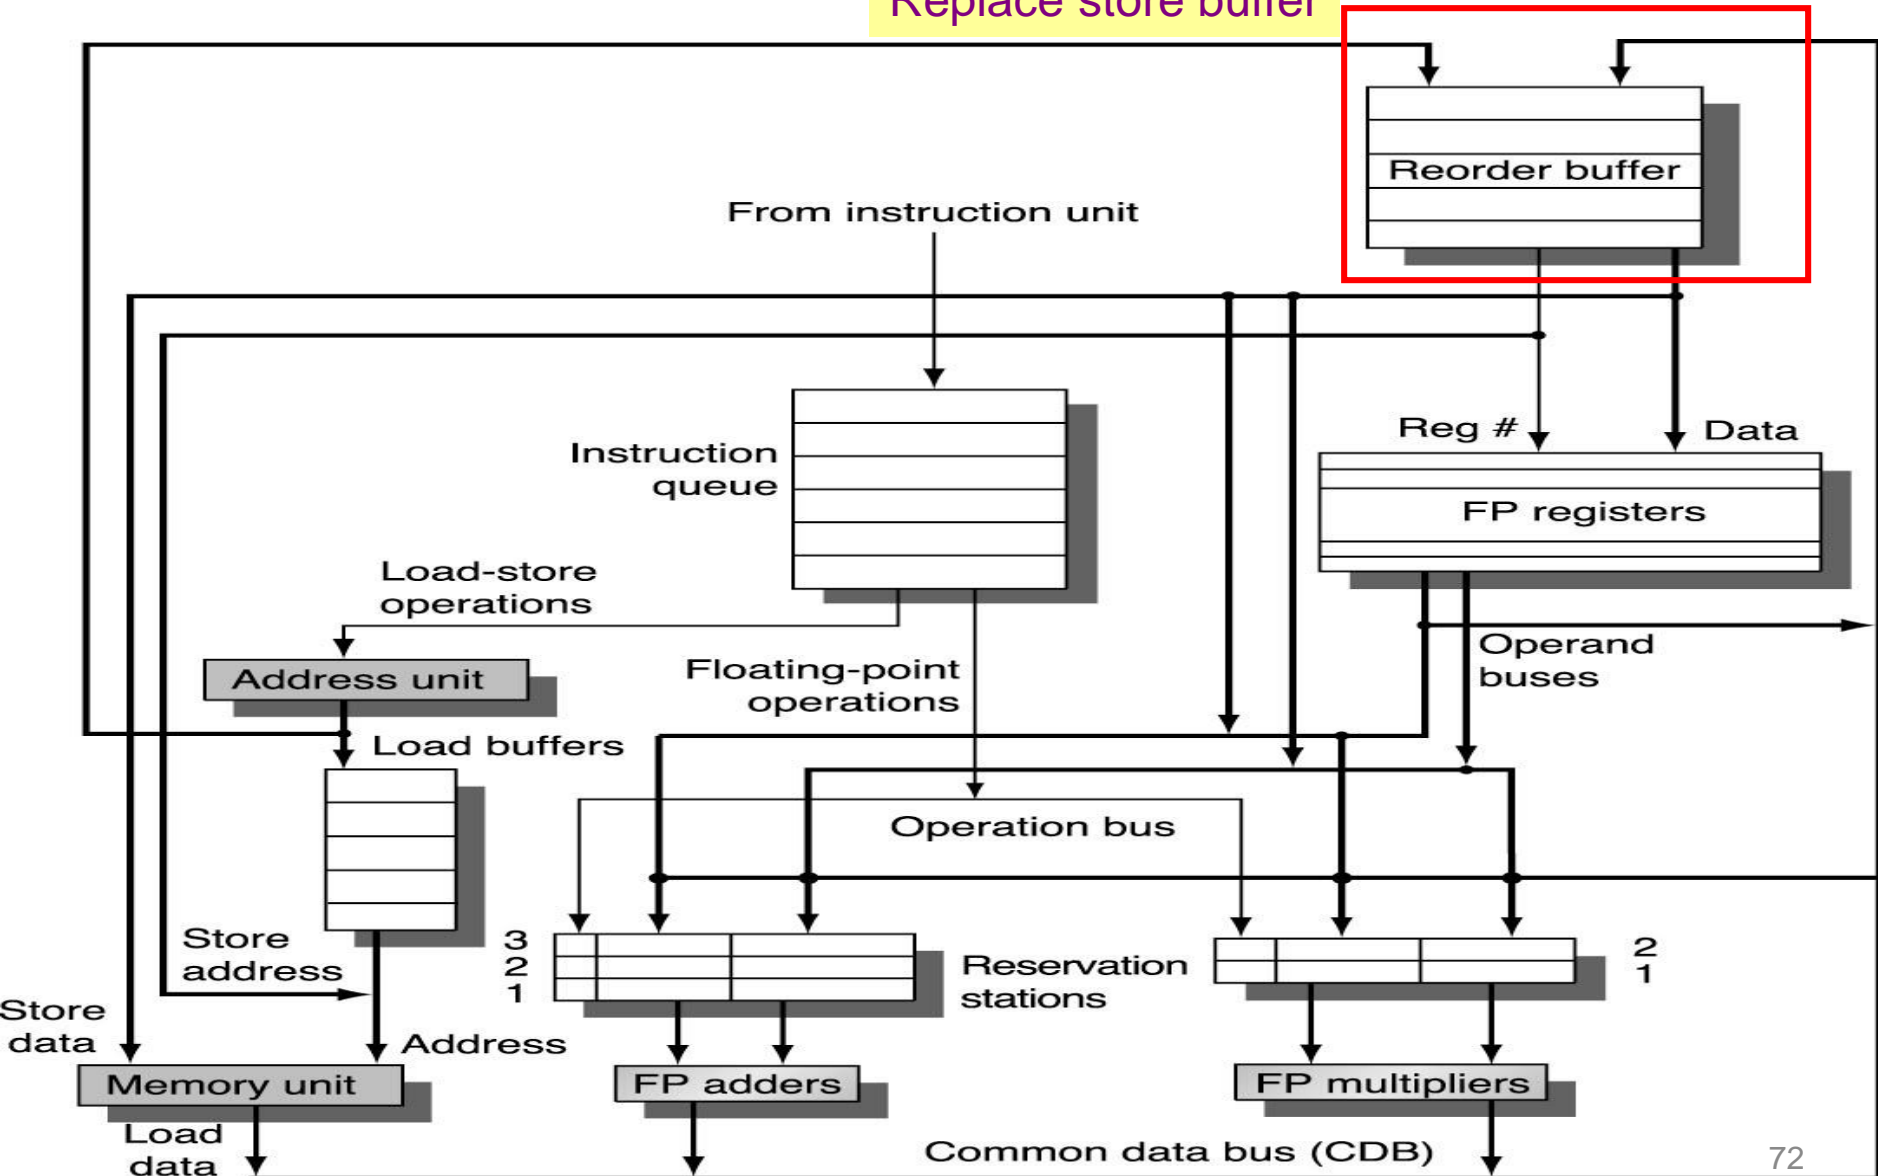 Replace store buffer
Reorder buffer
From instruction unit
Reg #
Data
Instruction
queue
FP registers
Load-store
operations
Operand
buses
Address unit
Floating-point
operations
Load buffers
Operation bus
Store
address
3
2
1
Reservation
stations
2
1
Store
data
Address
Memory unit
FP adders
FP multipliers
Load
data
Common data bus (CDB)
72